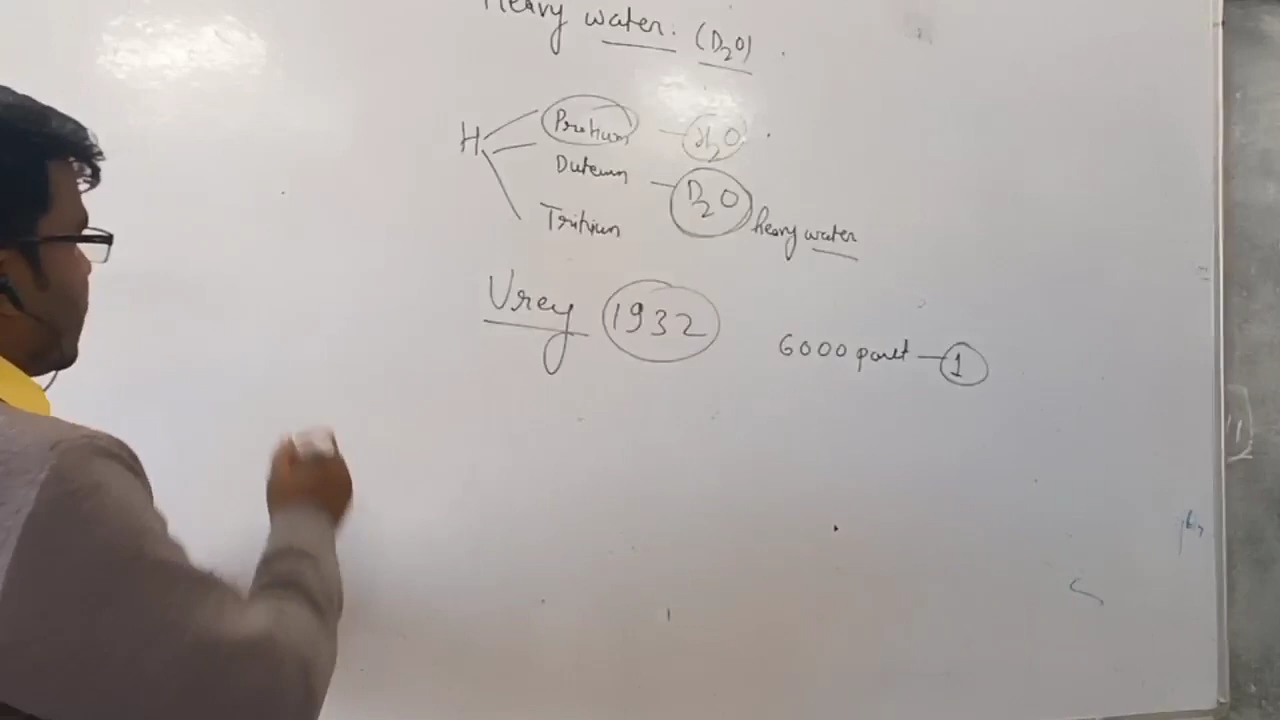 Heavy water. (D₂O)
H Protium — H₂O
Duterium — D₂O heavy water
Tritium
Urey 1932
6000 part — 1